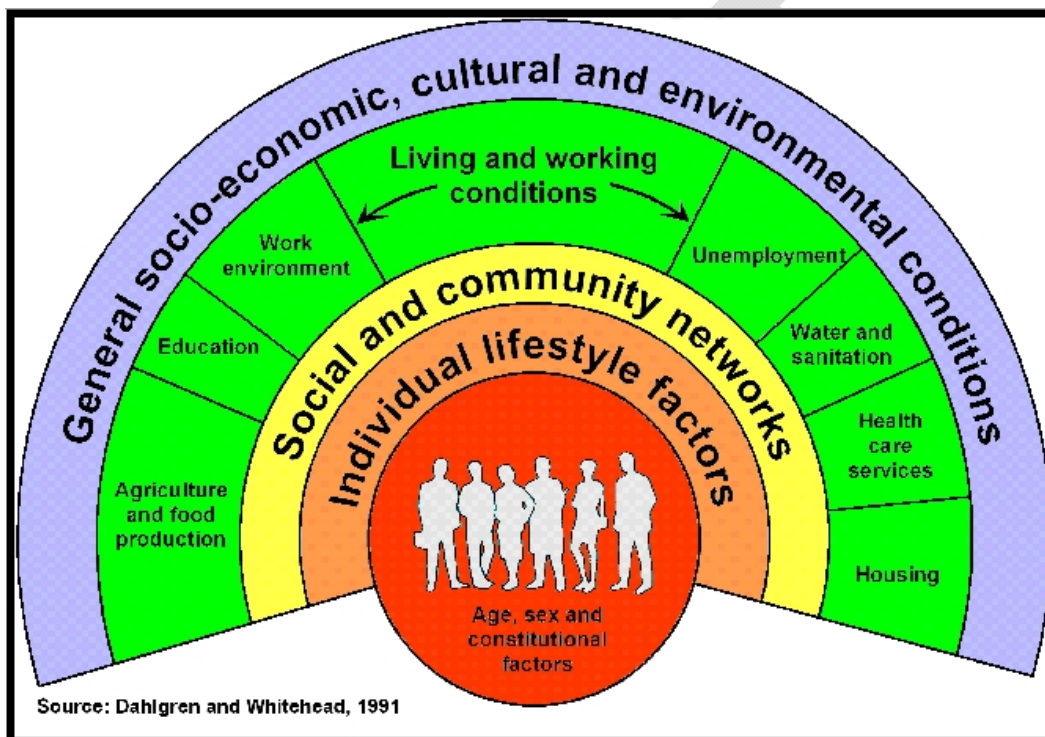 General socio-economic, cultural and environmental conditions
Living and working
conditions
Work
environment
Unemployment
Education
Water and
sanitation
Agriculture
and food
production
Health
care
services
Housing
Social and community networks
Individual lifestyle factors
Age, sex and
constitutional
factors
Source: Dahlgren and Whitehead, 1991